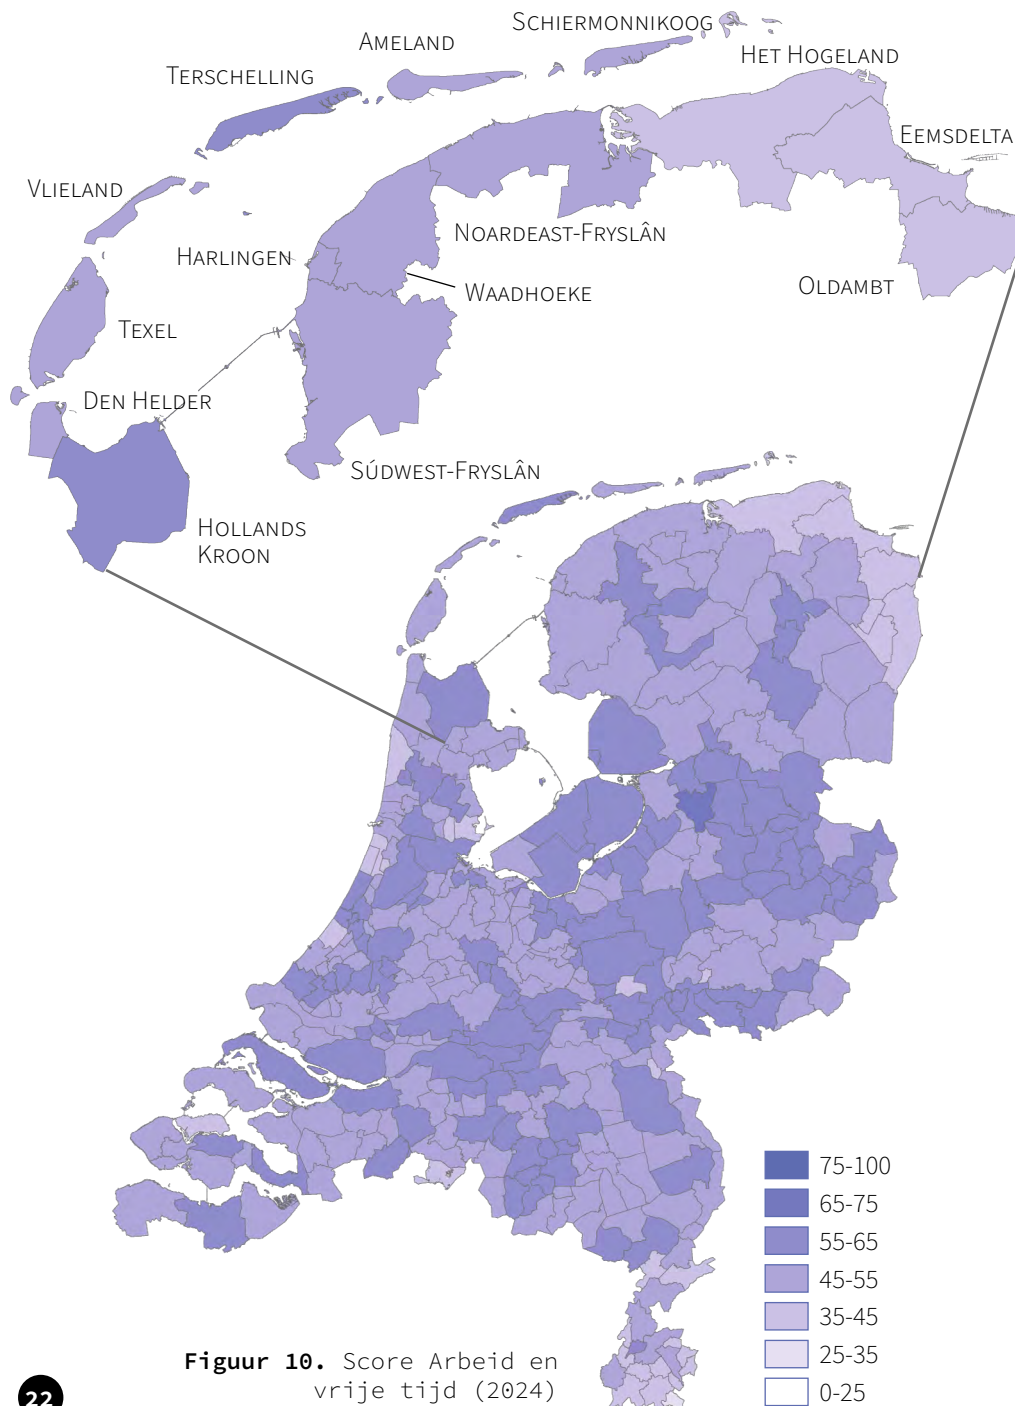 SCHIERMONNIKOOG
AMELAND
HET HOGELAND
TERSCHELLING
EEMSDELTA
VLIELAND
NOARDEAST-FRYSLÂN
HARLINGEN
WAADHOEKE
OLDAMBT
TEXEL
DEN HELDER
SÚDWEST-FRYSLÂN
HOLLANDS
KROON
75-100
65-75
55-65
45-55
35-45
25-35
0-25
Figuur 10. Score Arbeid en
vrije tijd (2024)
22